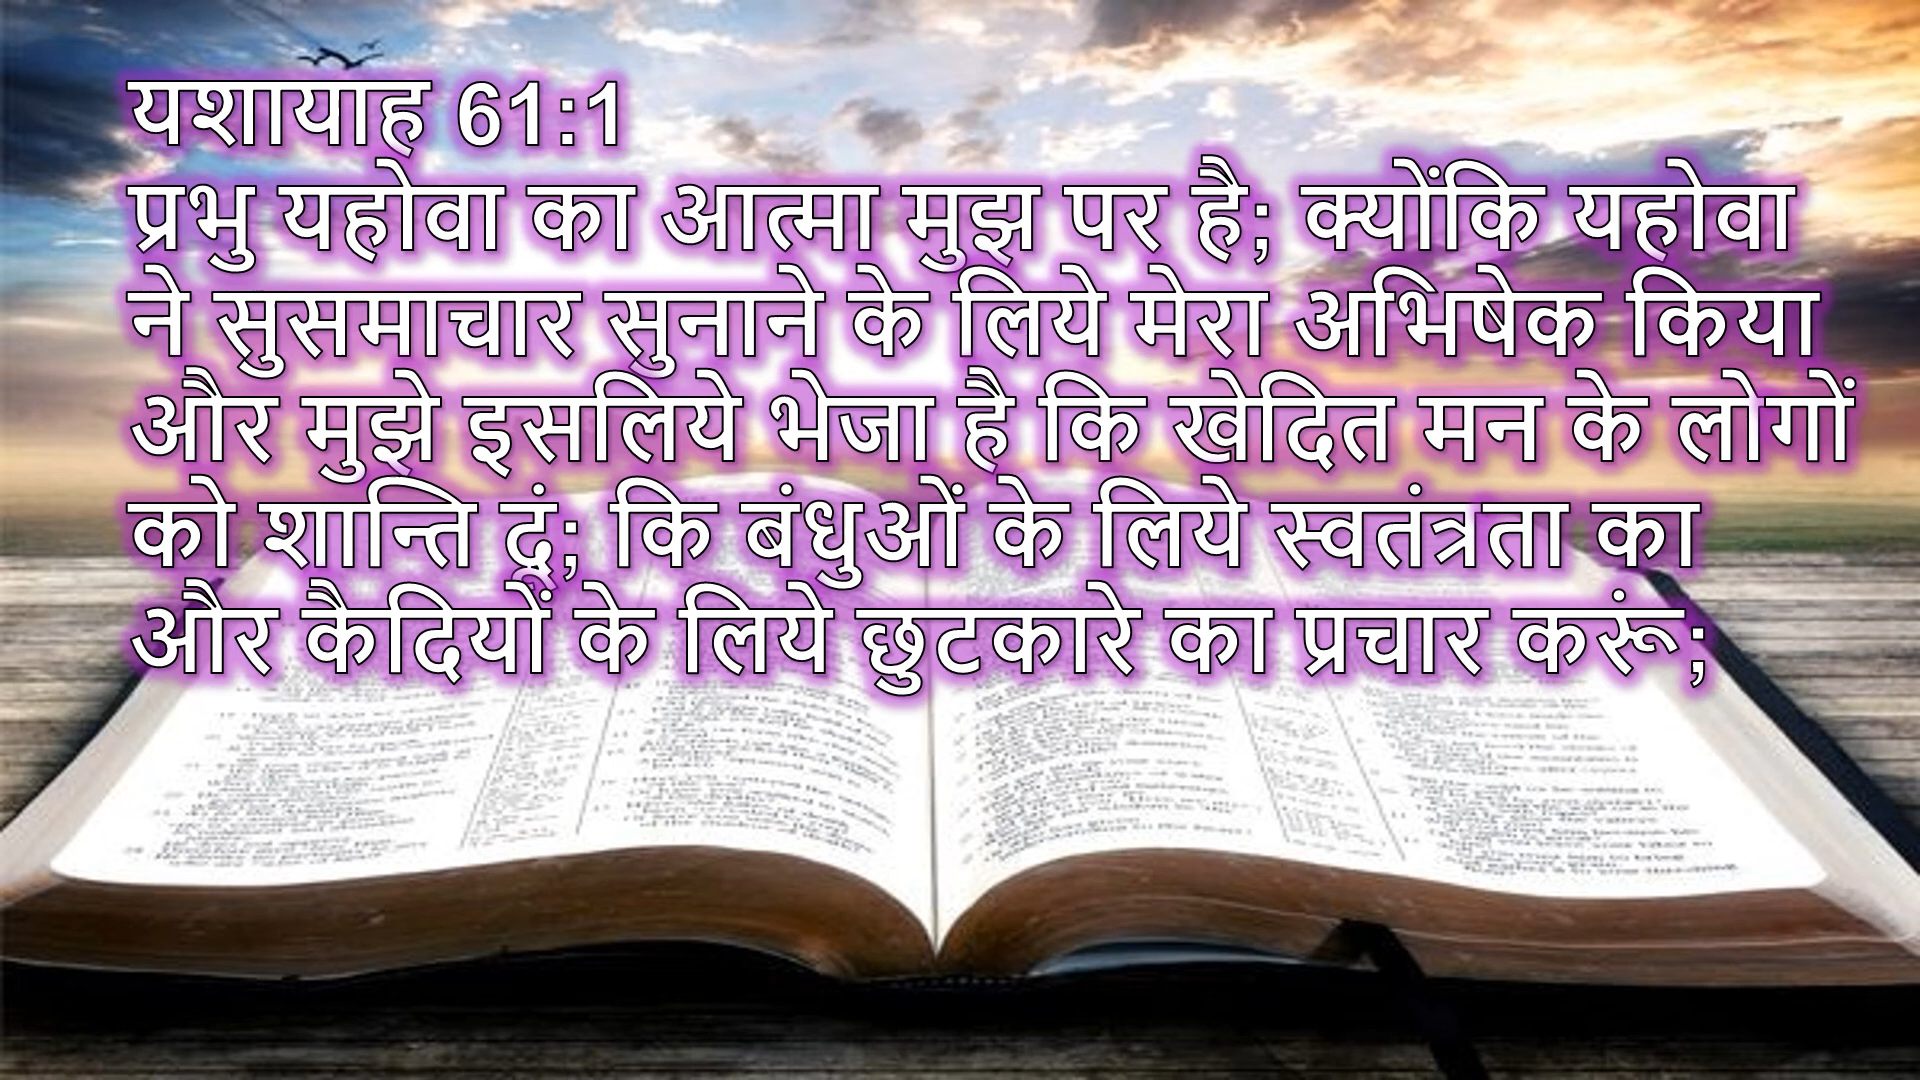 यशायाह 61:1
प्रभु यहोवा का आत्मा मुझ पर है; क्योंकि यहोवा
ने सुसमाचार सुनाने के लिये मेरा अभिषेक किया
और मुझे इसलिये भेजा है कि खेदित मन के लोगों
को शान्ति दूं; कि बंधुओं के लिये स्वतंत्रता का
और कैदियों के लिये छुटकारे का प्रचार करूं;